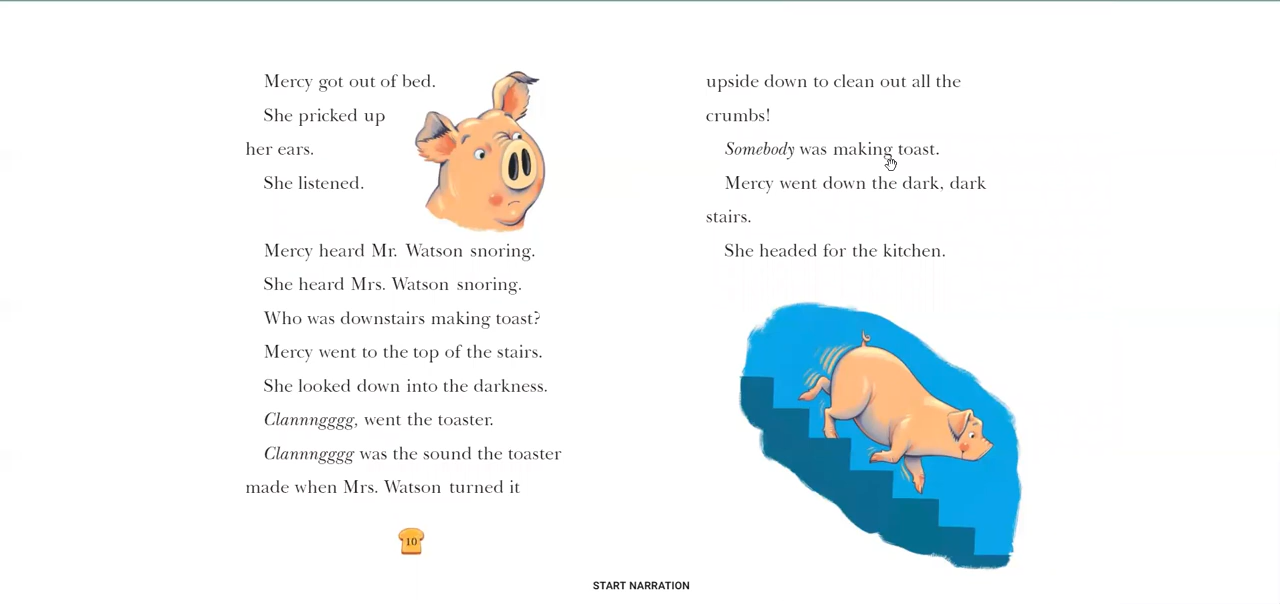 Mercy got out of bed.
She pricked up
her ears.
She listened.
Mercy heard Mr. Watson snoring.
She heard Mrs. Watson snoring.
Who was downstairs making toast?
Mercy went to the top of the stairs.
She looked down into the darkness.
Clannngggg, went the toaster.
Clannngggg was the sound the toaster
made when Mrs. Watson turned it
10
upside down to clean out all the
crumbs!
Somebody was making toast.
Mercy went down the dark, dark
stairs.
She headed for the kitchen.
START NARRATION